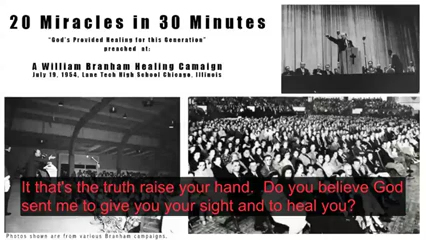 20 Miracles in 30 Minutes
"God's Provided Healing for this Generation"
preached at:
A William Branham Healing Camaign
July 19, 1954, Lane Tech High School Chicago, Illinois
It that's the truth raise your hand.  Do you believe God
sent me to give you your sight and to heal you?
Photos shown are from various Branham campaigns.